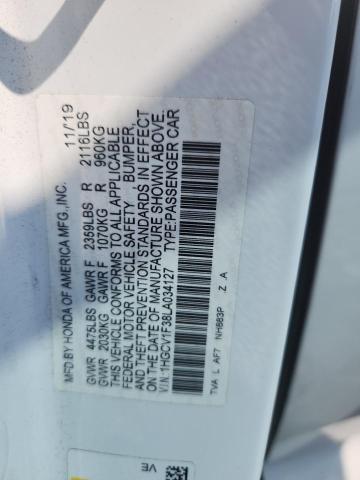 MFD BY HONDA OF AMERICA MFG.,INC. 11/19
GVWR 4475LBS GAWR F 2359LBS R 2116LBS
GVWR 2030KG GAWR F 1070KG R 960KG
THIS VEHICLE CONFORMS TO ALL APPLICABLE
FEDERAL MOTOR VEHICLE SAFETY , BUMPER,
AND THEFT PREVENTION STANDARDS IN EFFECT
ON THE DATE OF MANUFACTURE SHOWN ABOVE.
V.I.N:1HGCV1F38LA034127 TYPE:PASSENGER CAR
TVA L AF7 NH883P Z A
VE